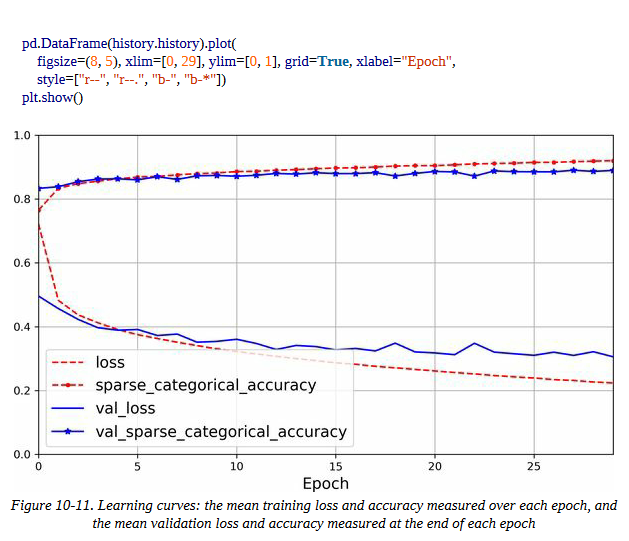 pd.DataFrame(history.history).plot(
figsize=(8, 5), xlim=[0, 29], ylim=[0, 1], grid=True, xlabel="Epoch",
style=["r--", "r--.", "b-", "b-*"])
plt.show()
1.0
0.8
0.6
0.4
0.2
0.0
loss
sparse_categorical_accuracy
val_loss
val_sparse_categorical_accuracy
0 5 10 15 20 25
Epoch
Figure 10-11. Learning curves: the mean training loss and accuracy measured over each epoch, and
the mean validation loss and accuracy measured at the end of each epoch